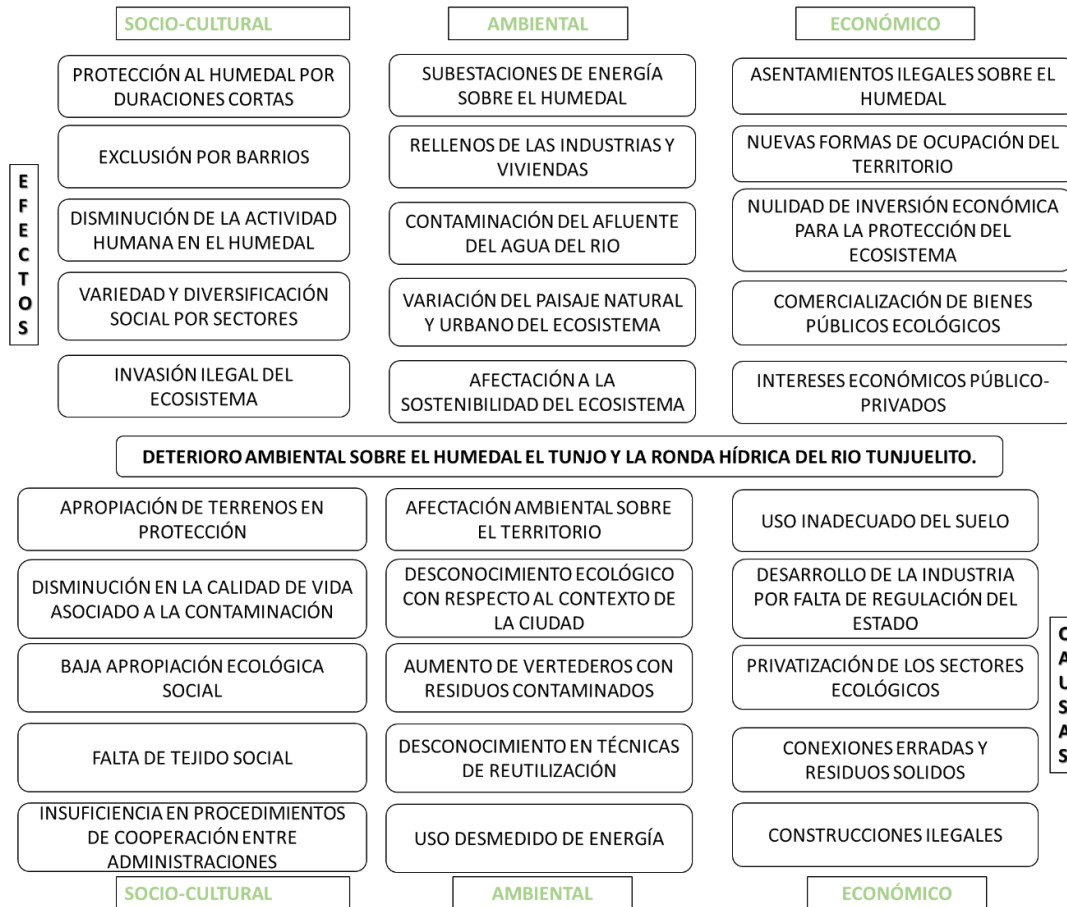 SOCIO-CULTURAL
AMBIENTAL
ECONÓMICO
PROTECCIÓN AL HUMEDAL POR
DURACIONES CORTAS
SUBESTACIONES DE ENERGÍA
SOBRE EL HUMEDAL
ASENTAMIENTOS ILEGALES SOBRE EL
HUMEDAL
EXCLUSIÓN POR BARRIOS
RELLENOS DE LAS INDUSTRIAS Y
VIVIENDAS
NUEVAS FORMAS DE OCUPACIÓN DEL
TERRITORIO
EFECTOS
DISMINUCIÓN DE LA ACTIVIDAD
HUMANA EN EL HUMEDAL
CONTAMINACIÓN DEL AFLUENTE
DEL AGUA DEL RIO
NULIDAD DE INVERSIÓN ECONÓMICA
PARA LA PROTECCIÓN DEL
ECOSISTEMA
VARIEDAD Y DIVERSIFICACIÓN
SOCIAL POR SECTORES
VARIACIÓN DEL PAISAJE NATURAL
Y URBANO DEL ECOSISTEMA
COMERCIALIZACIÓN DE BIENES
PÚBLICOS ECOLÓGICOS
INVASIÓN ILEGAL DEL
ECOSISTEMA
AFECTACIÓN A LA
SOSTENIBILIDAD DEL ECOSISTEMA
INTERESES ECONÓMICOS PÚBLICO-
PRIVADOS
DETERIORO AMBIENTAL SOBRE EL HUMEDAL EL TUNJO Y LA RONDA HÍDRICA DEL RIO TUNJUELITO.
APROPIACIÓN DE TERRENOS EN
PROTECCIÓN
AFECTACIÓN AMBIENTAL SOBRE
EL TERRITORIO
USO INADECUADO DEL SUELO
DISMINUCIÓN EN LA CALIDAD DE VIDA
ASOCIADO A LA CONTAMINACIÓN
DESCONOCIMIENTO ECOLÓGICO
CON RESPECTO AL CONTEXTO DE
LA CIUDAD
DESARROLLO DE LA INDUSTRIA
POR FALTA DE REGULACIÓN DEL
ESTADO
CAUSAS
BAJA APROPIACIÓN ECOLÓGICA
SOCIAL
AUMENTO DE VERTEDEROS CON
RESIDUOS CONTAMINADOS
PRIVATIZACIÓN DE LOS SECTORES
ECOLÓGICOS
FALTA DE TEJIDO SOCIAL
DESCONOCIMIENTO EN TÉCNICAS
DE REUTILIZACIÓN
CONEXIONES ERRADAS Y
RESIDUOS SOLIDOS
INSUFICIENCIA EN PROCEDIMIENTOS
DE COOPERACIÓN ENTRE
ADMINISTRACIONES
USO DESMEDIDO DE ENERGÍA
CONSTRUCCIONES ILEGALES
SOCIO-CULTURAL
AMBIENTAL
ECONÓMICO